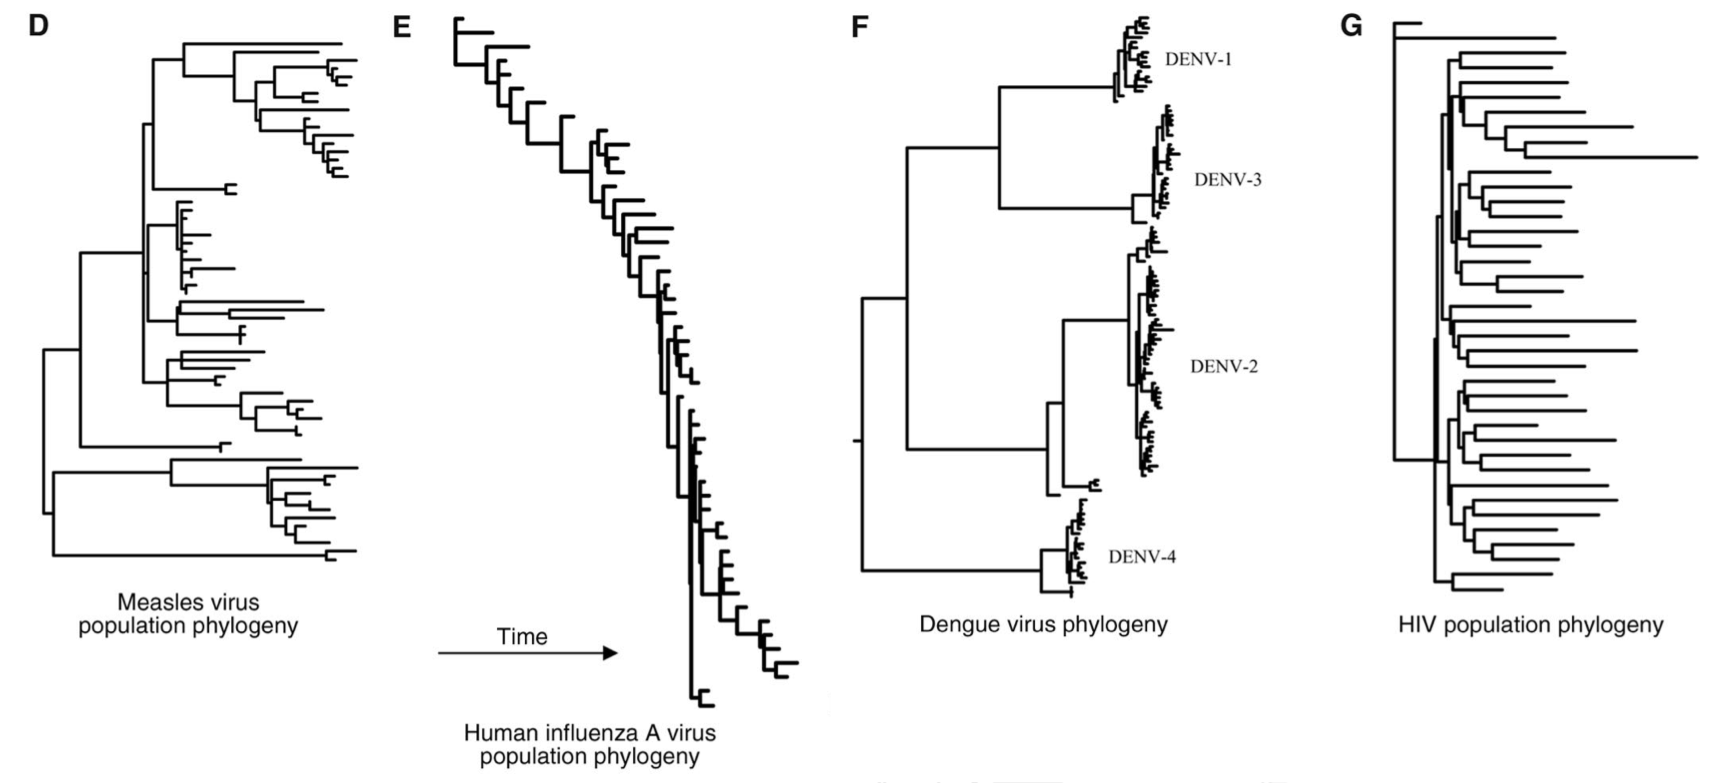 D
E
F
G
DENV-1
DENV-3
DENV-2
DENV-4
Measles virus
population phylogeny
Time
Human influenza A virus
population phylogeny
Dengue virus phylogeny
HIV population phylogeny